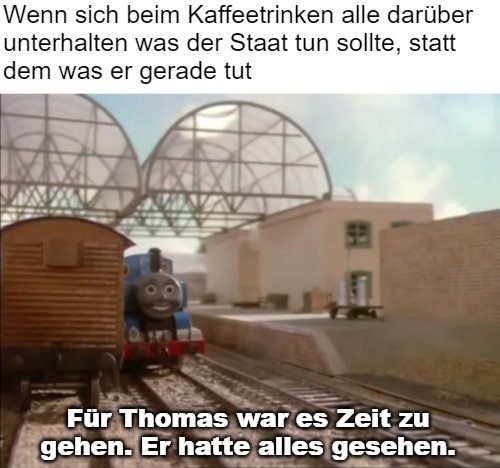 Wenn sich beim Kaffeetrinken alle darüber
unterhalten was der Staat tun sollte, statt
dem was er gerade tut
Für Thomas war es Zeit zu
gehen. Er hatte alles gesehen.